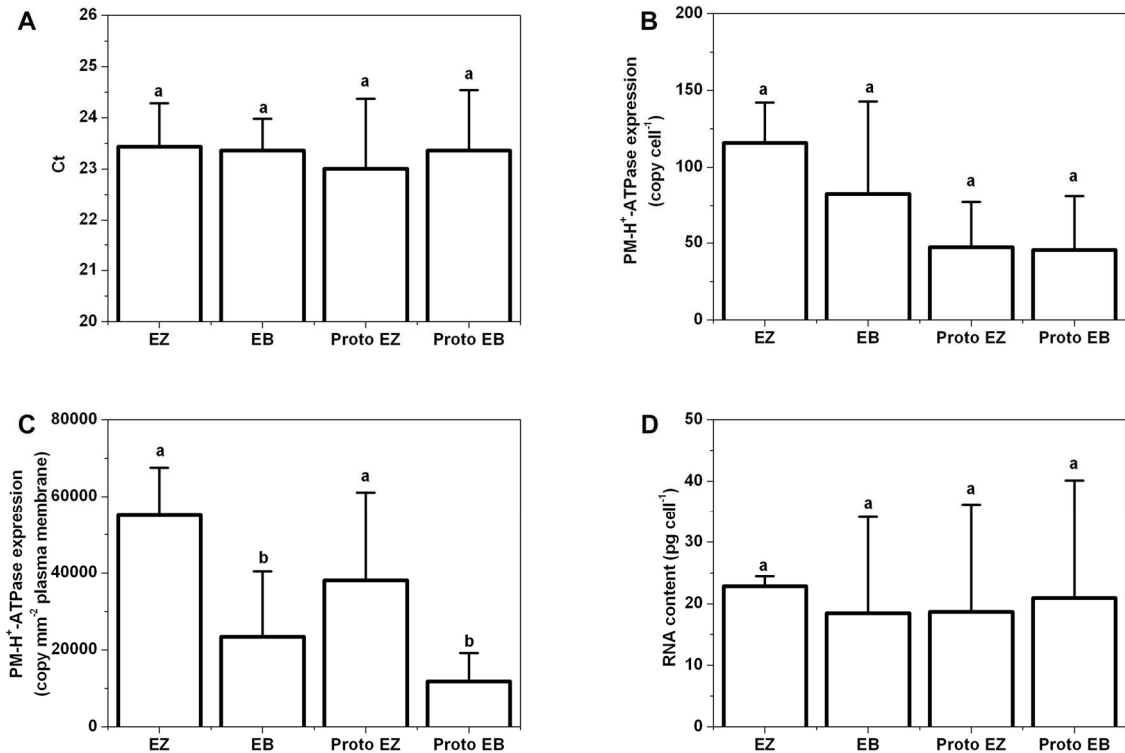 A
26
25
24
23
22
21
20
Ct
a
a
a
a
EZ
EB
Proto EZ
Proto EB
B
200
150
100
50
0
PM-H⁺-ATPase expression
(copy cell⁻¹)
a
a
a
a
EZ
EB
Proto EZ
Proto EB
C
80000
60000
40000
20000
0
PM-H⁺-ATPase expression
(copy mm⁻² plasma membrane)
a
b
a
b
EZ
EB
Proto EZ
Proto EB
D
50
40
30
20
10
0
RNA content (pg cell⁻¹)
a
a
a
a
EZ
EB
Proto EZ
Proto EB